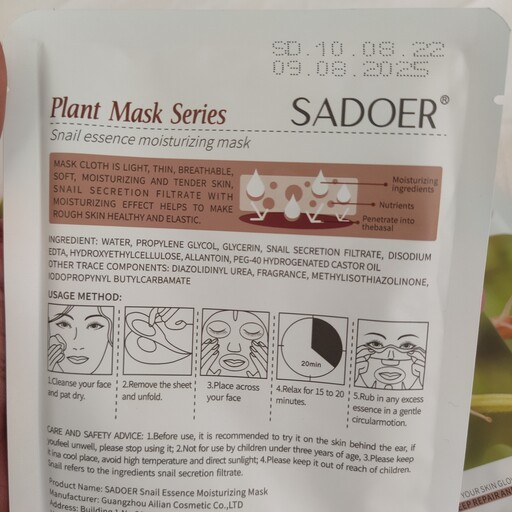 SD.10.08.22
09.08.2025
Plant Mask Series
SADOER®
Snail essence moisturizing mask
MASK CLOTH IS LIGHT, THIN, BREATHABLE,
SOFT, MOISTURIZING AND TENDER SKIN,
SNAIL SECRETION FILTRATE WITH
MOISTURIZING EFFECT HELPS TO MAKE
ROUGH SKIN HEALTHY AND ELASTIC.
Moisturizing
ingredients
Nutrients
Penetrate into
thebasal
INGREDIENT: WATER, PROPYLENE GLYCOL, GLYCERIN, SNAIL SECRETION FILTRATE, DISODIUM
EDTA, HYDROXYETHYLCELLULOSE, ALLANTOIN, PEG-40 HYDROGENATED CASTOR OIL
OTHER TRACE COMPONENTS: DIAZOLIDINYL UREA, FRAGRANCE, METHYLISOTHIAZOLINONE,
IODOPROPYNYL BUTYLCARBAMATE
USAGE METHOD:
20min
1.Cleanse your face
and pat dry.
2.Remove the sheet
and unfold.
3.Place across
your face
4.Relax for 15 to 20
minutes.
5.Rub in any excess
essence in a gentle
circularmotion.
CARE AND SAFETY ADVICE: 1.Before use, it is recommended to try it on the skin behind the ear, if
youfeel unwell, please stop using it; 2.Not for use by children under three years of age, 3.Please keep
it ina cool place, avoid high temperature and direct sunlight; 4.Please keep it out of reach of children.
Snail refers to the ingredients snail secretion filtrate.
Product Name: SADOER Snail Essence Moisturizing Mask
Manufacturer: Guangzhou Ailian Cosmetic Co.,LTD
Address: Building
YOUR SKIN GLO
REPAIR AN